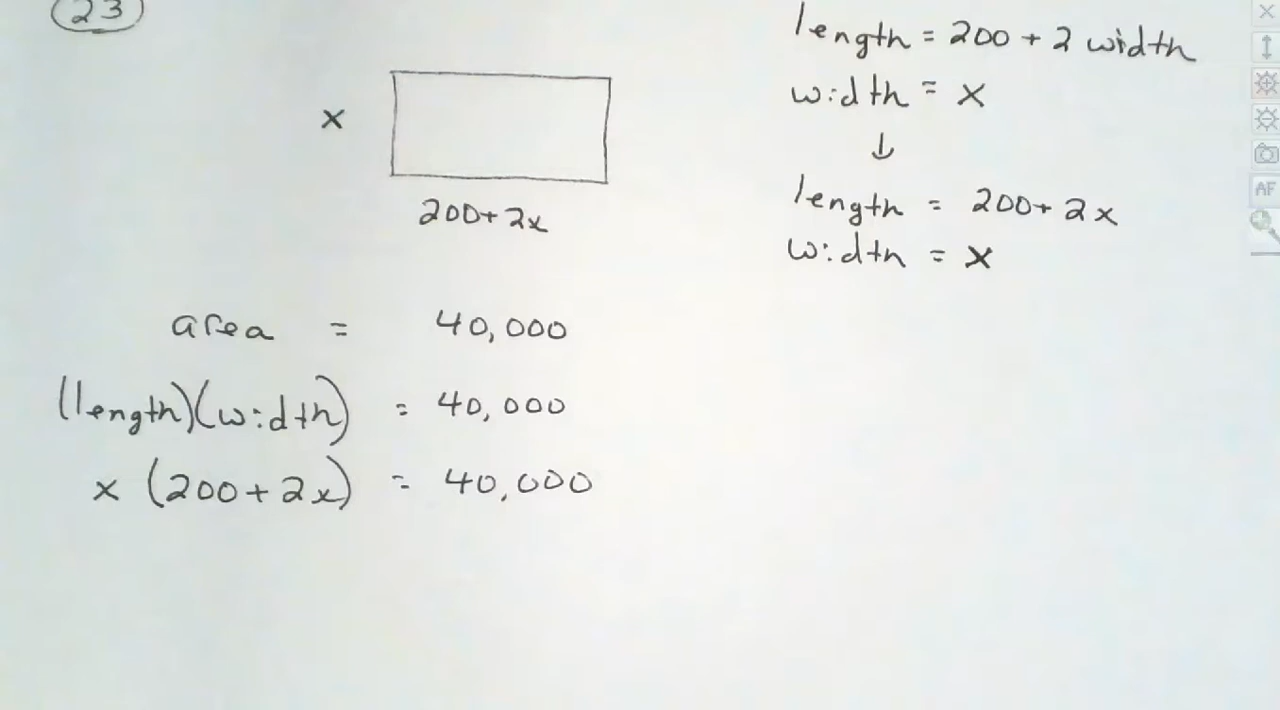 23
length = 200 + 2 width
width = x
↓
length = 200 + 2x
width = x
x
200+2x
area = 40,000
(length)(width) = 40,000
x (200 + 2x) = 40,000
AF